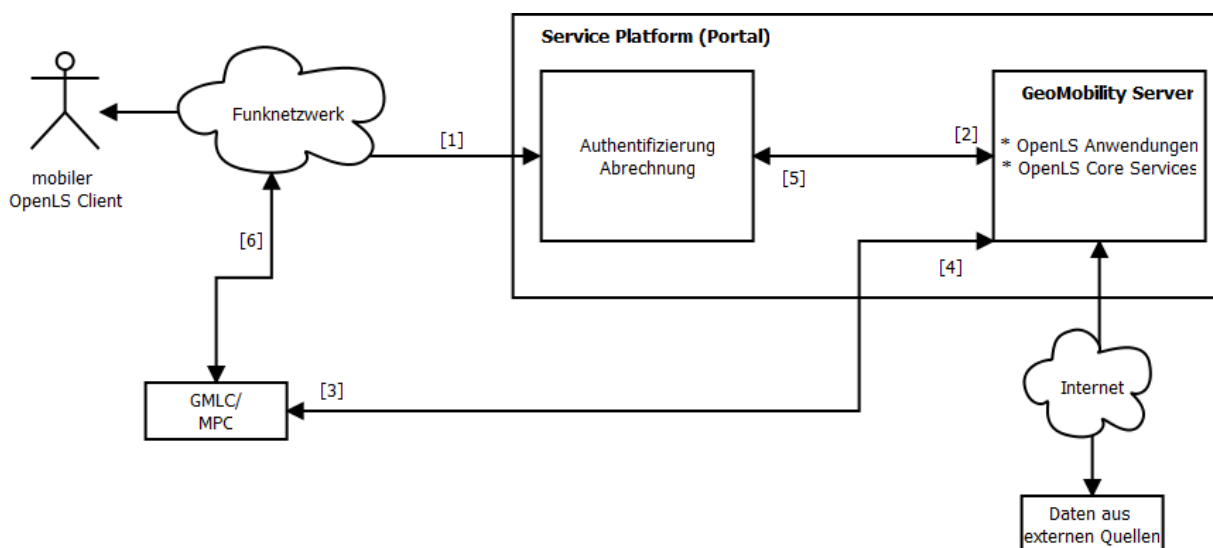 Service Platform (Portal)
mobiler
OpenLS Client
Funknetzwerk
[1]
Authentifizierung
Abrechnung
[2]
[5]
GeoMobility Server
* OpenLS Anwendungen
* OpenLS Core Services
[6]
[4]
GMLC/
MPC
[3]
Internet
Daten aus
externen Quellen